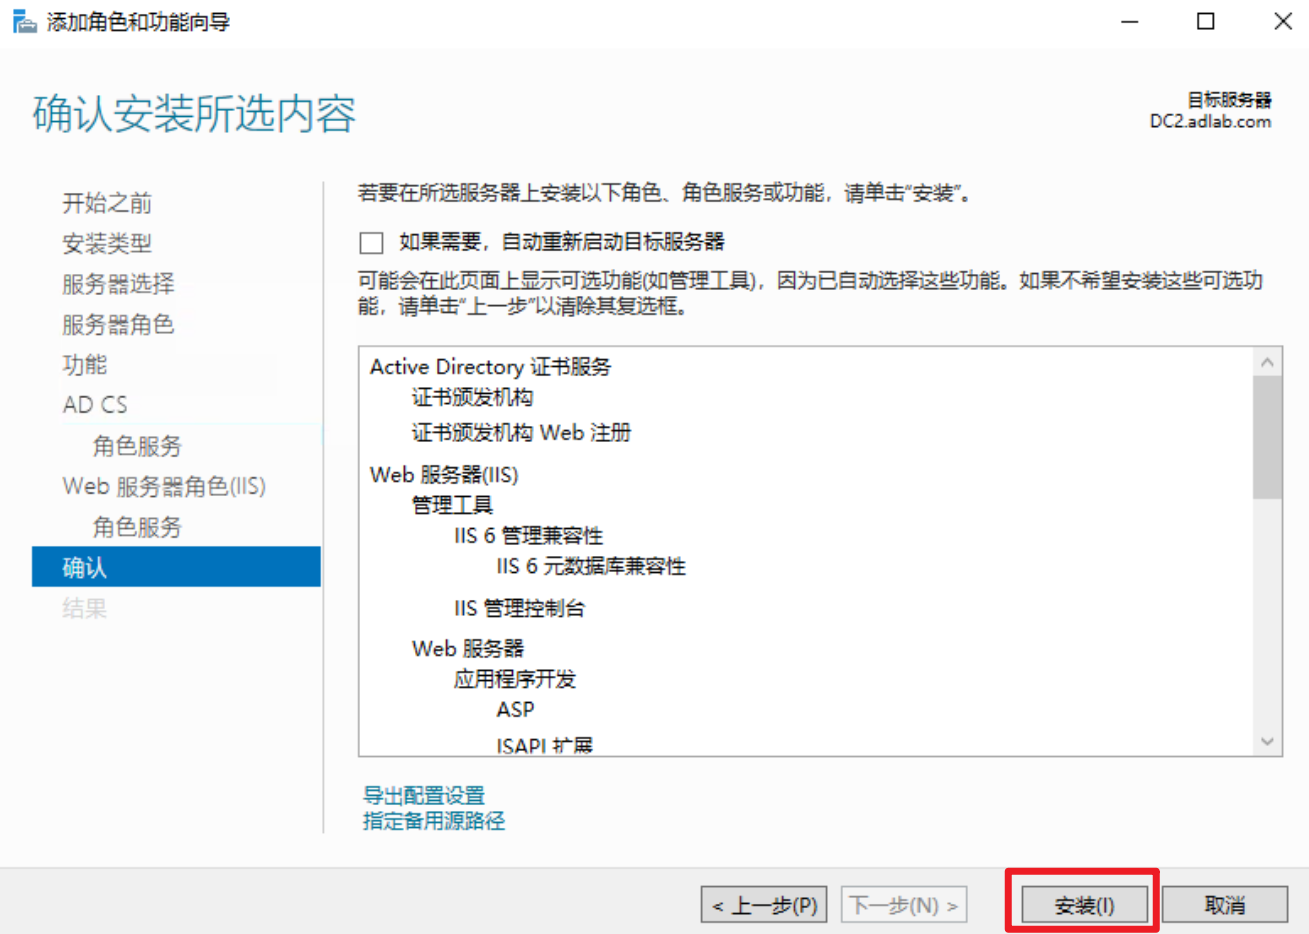 添加角色和功能向导
确认安装所选内容
目标服务器
DC2.adlab.com
开始之前
安装类型
服务器选择
服务器角色
功能
AD CS
角色服务
Web 服务器角色(IIS)
角色服务
确认
结果
若要在所选服务器上安装以下角色、角色服务或功能，请单击“安装”。
如果需要，自动重新启动目标服务器
可能会在此页面上显示可选功能(如管理工具)，因为已自动选择这些功能。如果不希望安装这些可选功
能，请单击“上一步”以清除其复选框。
Active Directory 证书服务
证书颁发机构
证书颁发机构 Web 注册
Web 服务器(IIS)
管理工具
IIS 6 管理兼容性
IIS 6 元数据库兼容性
IIS 管理控制台
Web 服务器
应用程序开发
ASP
ISAPI 扩展
导出配置设置
指定备用源路径
< 上一步(P)
下一步(N) >
安装(I)
取消